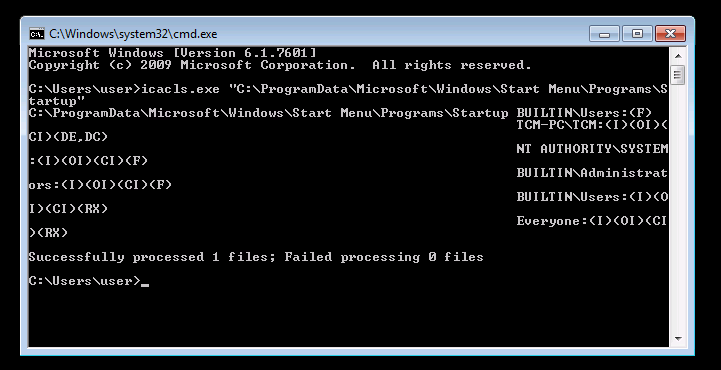 C:\Windows\system32\cmd.exe
Microsoft Windows [Version 6.1.7601]
Copyright (c) 2009 Microsoft Corporation.  All rights reserved.
C:\Users\user>icacls.exe "C:\ProgramData\Microsoft\Windows\Start Menu\Programs\S
tartup"
C:\ProgramData\Microsoft\Windows\Start Menu\Programs\Startup BUILTIN\Users:(F)
TCM-PC\TCM:(I)(OI)(
CI)(DE,DC)
NT AUTHORITY\SYSTEM
:(I)(OI)(CI)(F)
BUILTIN\Administrat
ors:(I)(OI)(CI)(F)
BUILTIN\Users:(I)(O
I)(CI)(RX)
Everyone:(I)(OI)(CI
)(RX)
Successfully processed 1 files; Failed processing 0 files
C:\Users\user>_